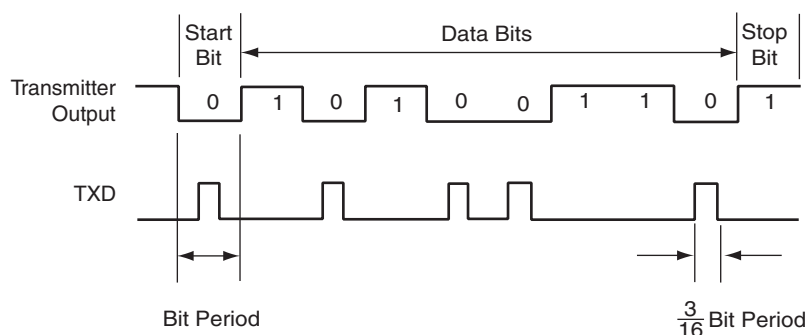 Start
Bit
Data Bits
Stop
Bit
Transmitter
Output
0 1 0 1 0 0 1 1 0 1
TXD
Bit Period
3/16 Bit Period